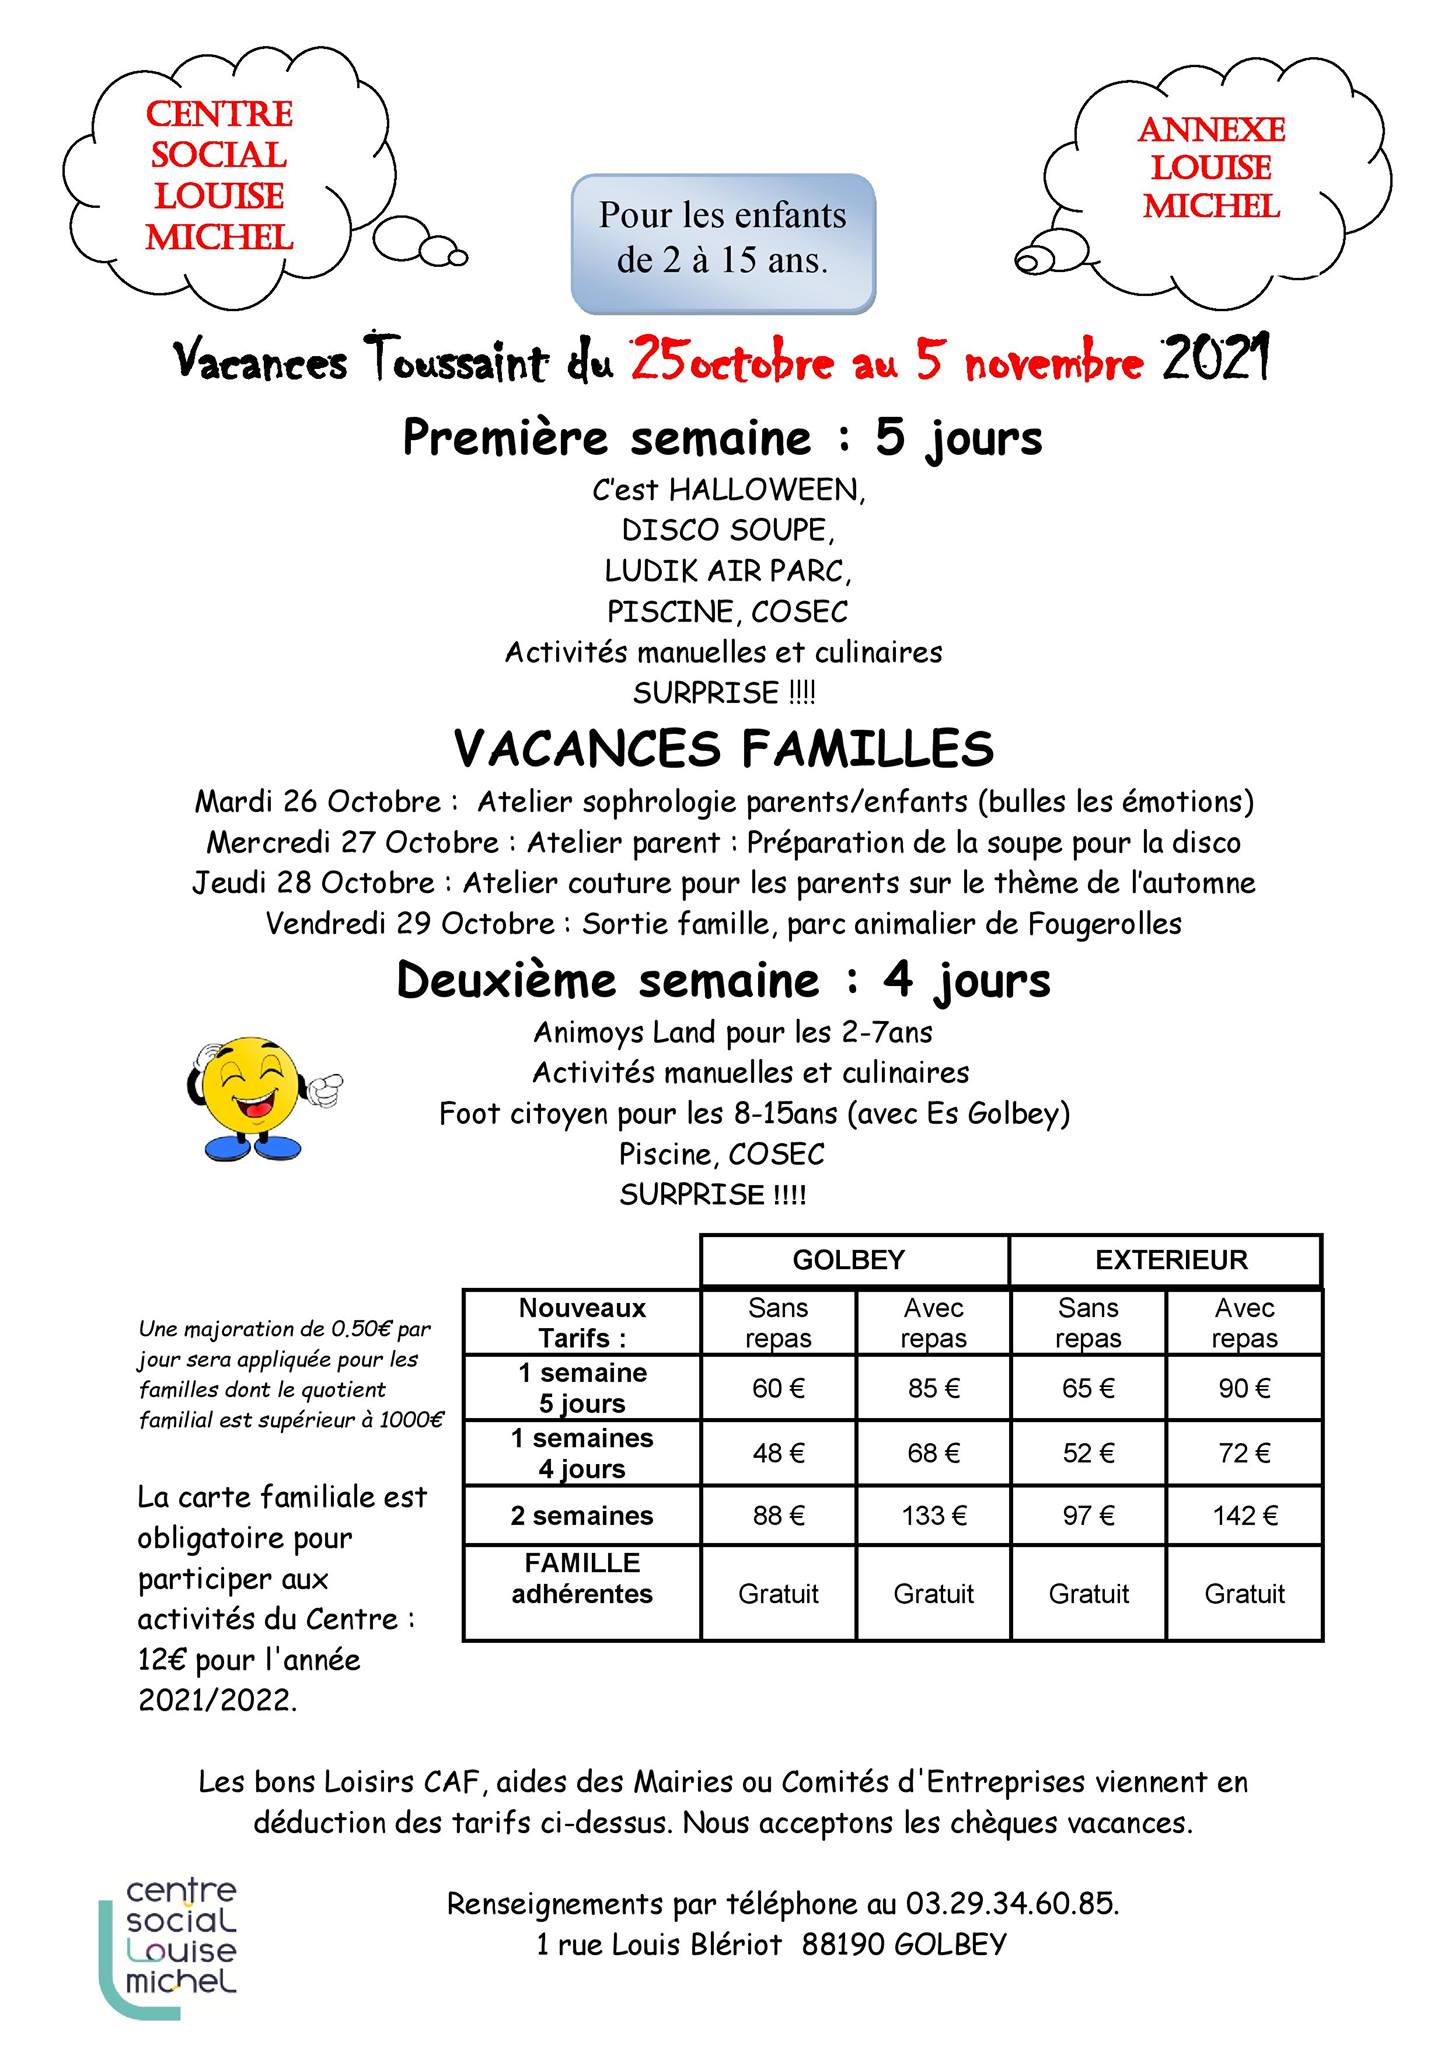 CENTRE
SOCIAL
LOUISE
MICHEL
ANNEXE
LOUISE
MICHEL
Pour les enfants
de 2 à 15 ans.
Vacances Toussaint du 25octobre au 5 novembre 2021
Première semaine : 5 jours
C'est HALLOWEEN,
DISCO SOUPE,
LUDIK AIR PARC,
PISCINE, COSEC
Activités manuelles et culinaires
SURPRISE !!!!
VACANCES FAMILLES
Mardi 26 Octobre : Atelier sophrologie parents/enfants (bulles les émotions)
Mercredi 27 Octobre : Atelier parent : Préparation de la soupe pour la disco
Jeudi 28 Octobre : Atelier couture pour les parents sur le thème de l'automne
Vendredi 29 Octobre : Sortie famille, parc animalier de Fougerolles
Deuxième semaine : 4 jours
Animoys Land pour les 2-7ans
Activités manuelles et culinaires
Foot citoyen pour les 8-15ans (avec Es Golbey)
Piscine, COSEC
SURPRISE !!!!
GOLBEY EXTERIEUR
Nouveaux
Tarifs :
Sans
repas
Avec
repas
Sans
repas
Avec
repas
1 semaine
5 jours
60 € 85 € 65 € 90 €
1 semaines
4 jours
48 € 68 € 52 € 72 €
2 semaines 88 € 133 € 97 € 142 €
FAMILLE
adhérentes
Gratuit Gratuit Gratuit Gratuit
Une majoration de 0.50€ par
jour sera appliquée pour les
familles dont le quotient
familial est supérieur à 1000€
La carte familiale est
obligatoire pour
participer aux
activités du Centre :
12€ pour l'année
2021/2022.
Les bons Loisirs CAF, aides des Mairies ou Comités d'Entreprises viennent en
déduction des tarifs ci-dessus. Nous acceptons les chèques vacances.
centre
social
Louise
michel
Renseignements par téléphone au 03.29.34.60.85.
1 rue Louis Blériot 88190 GOLBEY